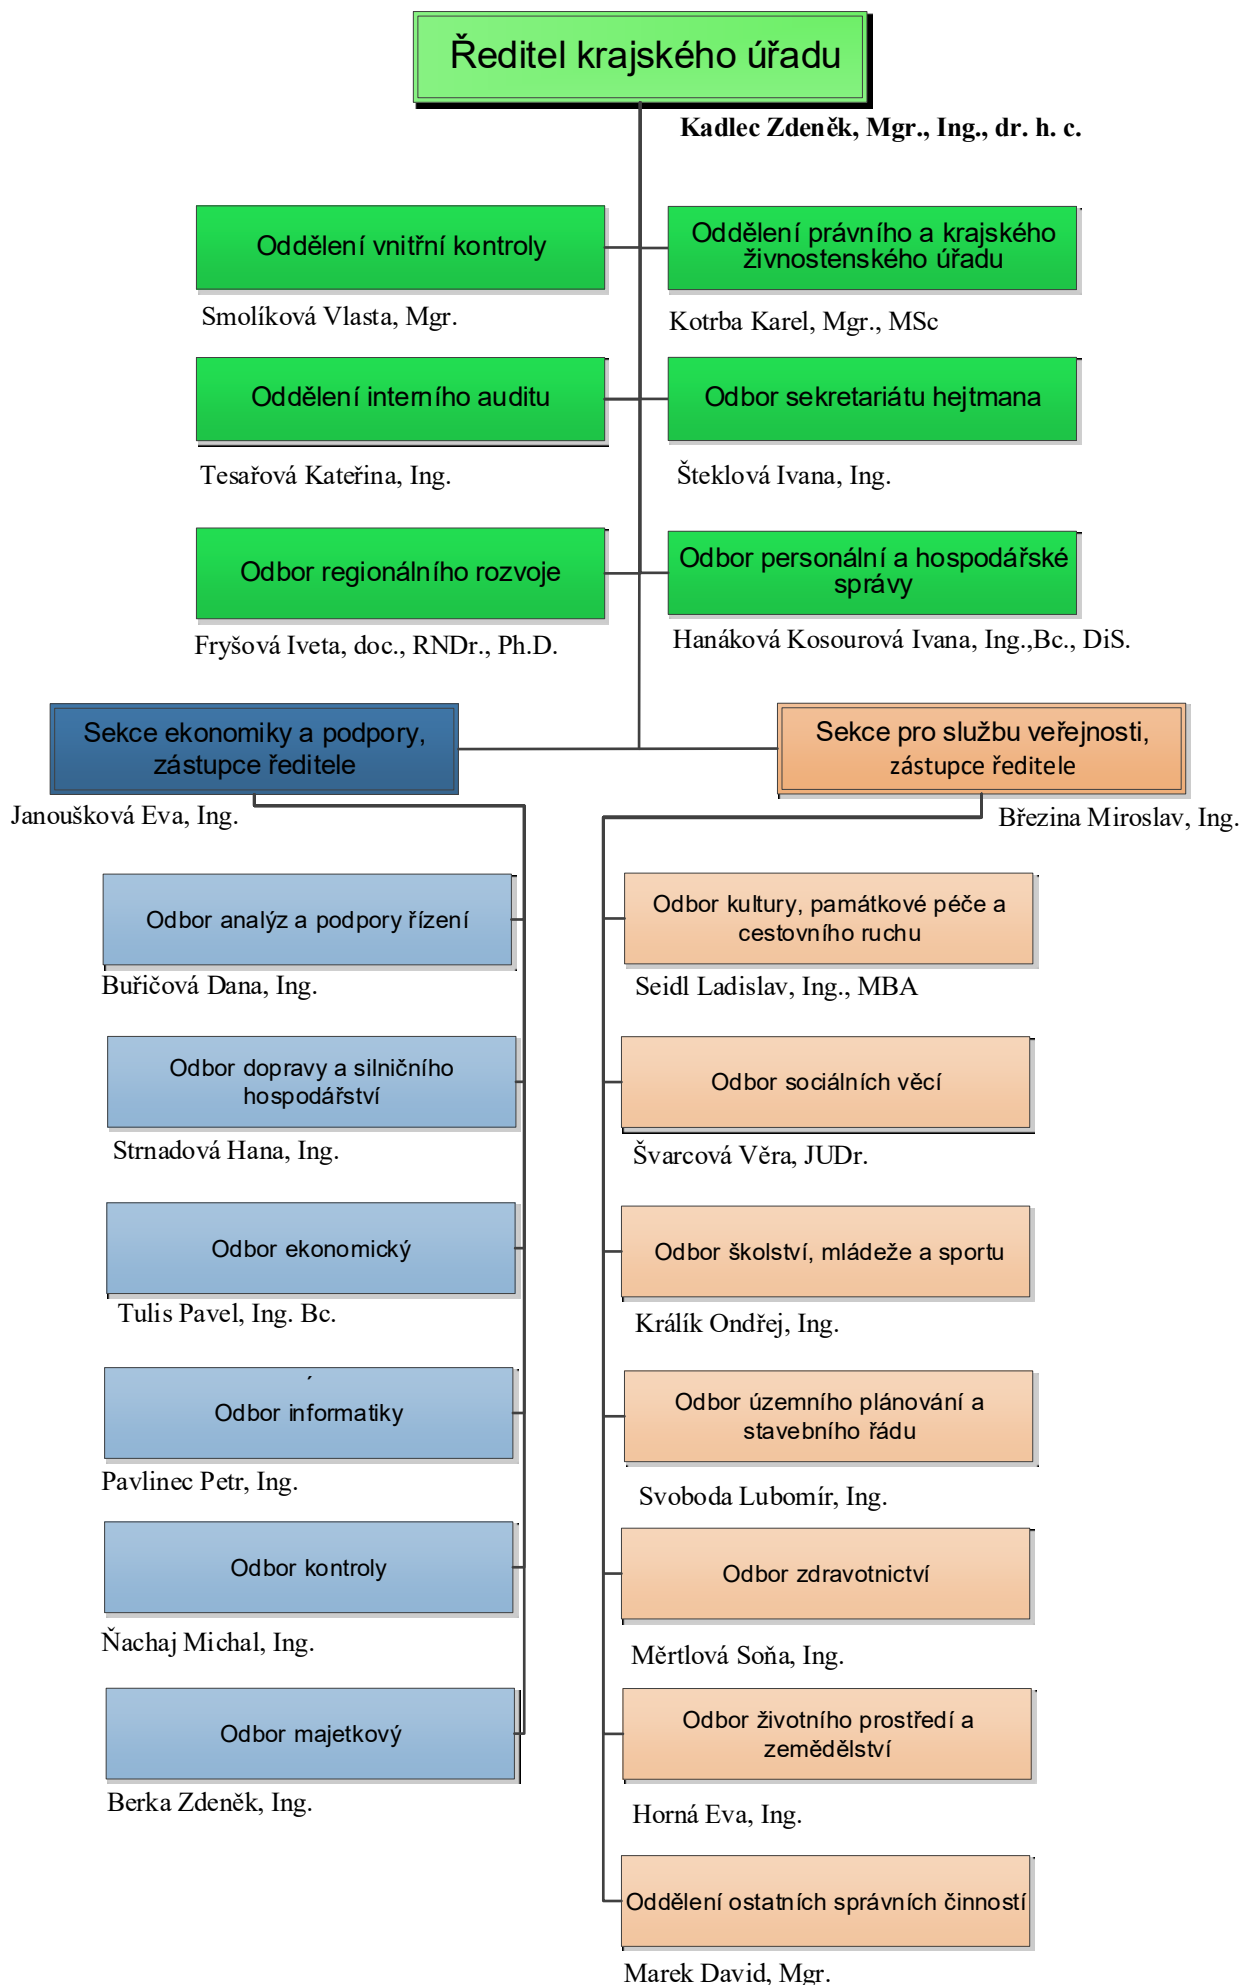 Ředitel krajského úřadu
Kadlec Zdeněk, Mgr., Ing., dr. h. c.
Oddělení vnitřní kontroly
Smolíková Vlasta, Mgr.
Oddělení právního a krajského
živnostenského úřadu
Kotrba Karel, Mgr., MSc
Oddělení interního auditu
Tesařová Kateřina, Ing.
Odbor sekretariátu hejtmana
Šteklová Ivana, Ing.
Odbor regionálního rozvoje
Fryšová Iveta, doc., RNDr., Ph.D.
Odbor personální a hospodářské
správy
Hanáková Kosourová Ivana, Ing.,Bc., DiS.
Sekce ekonomiky a podpory,
zástupce ředitele
Janoušková Eva, Ing.
Sekce pro službu veřejnosti,
zástupce ředitele
Březina Miroslav, Ing.
Odbor analýz a podpory řízení
Buřičová Dana, Ing.
Odbor dopravy a silničního
hospodářství
Strnadová Hana, Ing.
Odbor ekonomický
Tulis Pavel, Ing. Bc.
Odbor informatiky
Pavlinec Petr, Ing.
Odbor kontroly
Ňachaj Michal, Ing.
Odbor majetkový
Berka Zdeněk, Ing.
Odbor kultury, památkové péče a
cestovního ruchu
Seidl Ladislav, Ing., MBA
Odbor sociálních věcí
Švarcová Věra, JUDr.
Odbor školství, mládeže a sportu
Králík Ondřej, Ing.
Odbor územního plánování a
stavebního řádu
Svoboda Lubomír, Ing.
Odbor zdravotnictví
Měrtlová Soňa, Ing.
Odbor životního prostředí a
zemědělství
Horná Eva, Ing.
Oddělení ostatních správních činností
Marek David, Mgr.